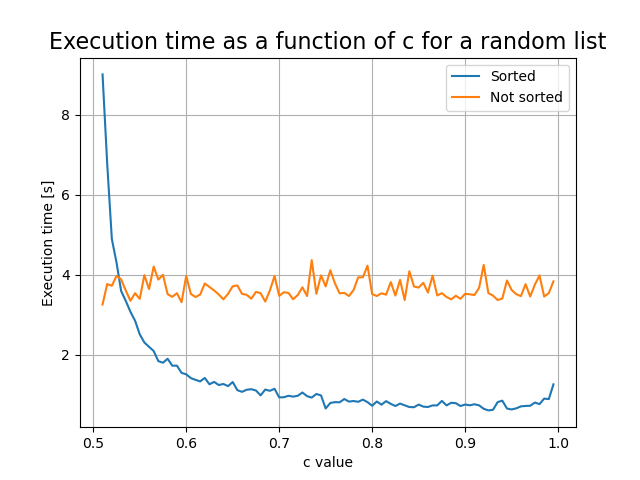 Execution time as a function of c for a random list
Sorted
Not sorted
Execution time [s]
8
6
4
2
0.5 0.6 0.7 0.8 0.9 1.0
c value